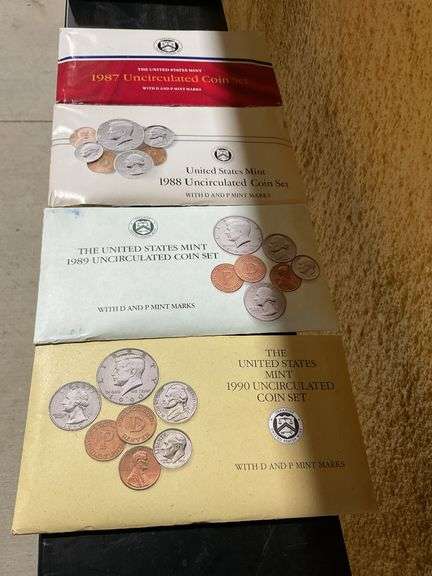 THE UNITED STATES MINT
1987 Uncirculated Coin Set
WITH D AND P MINT MARKS
United States Mint
1988 Uncirculated Coin Set
WITH D AND P MINT MARKS
THE UNITED STATES MINT
1989 UNCIRCULATED COIN SET
WITH D AND P MINT MARKS
THE
UNITED STATES
MINT
1990 UNCIRCULATED
COIN SET
WITH D AND P MINT MARKS
P
D
P
D